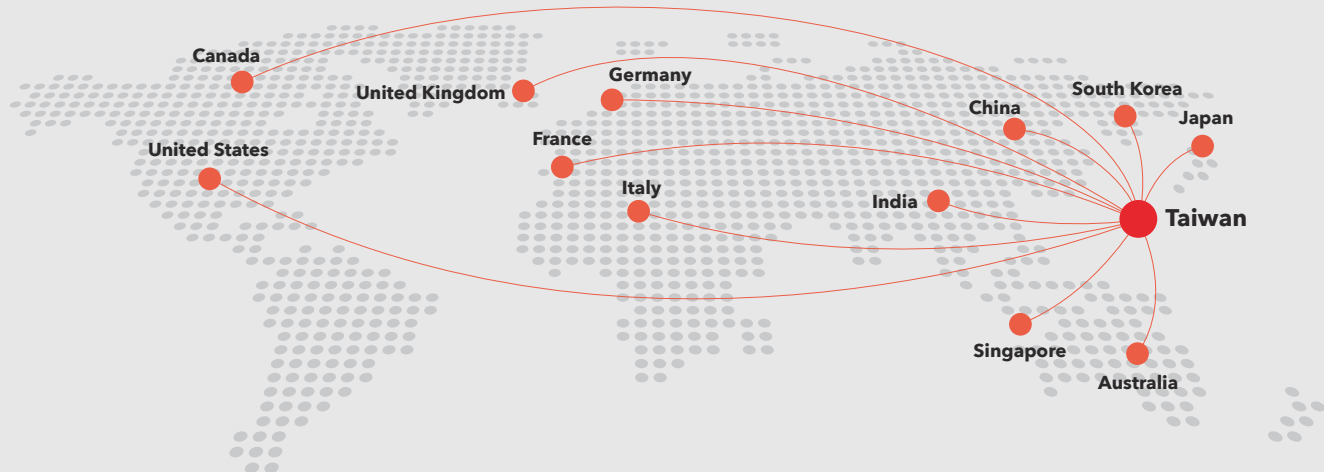 Canada
United Kingdom
Germany
South Korea
China
Japan
France
United States
Italy
India
Taiwan
Singapore
Australia